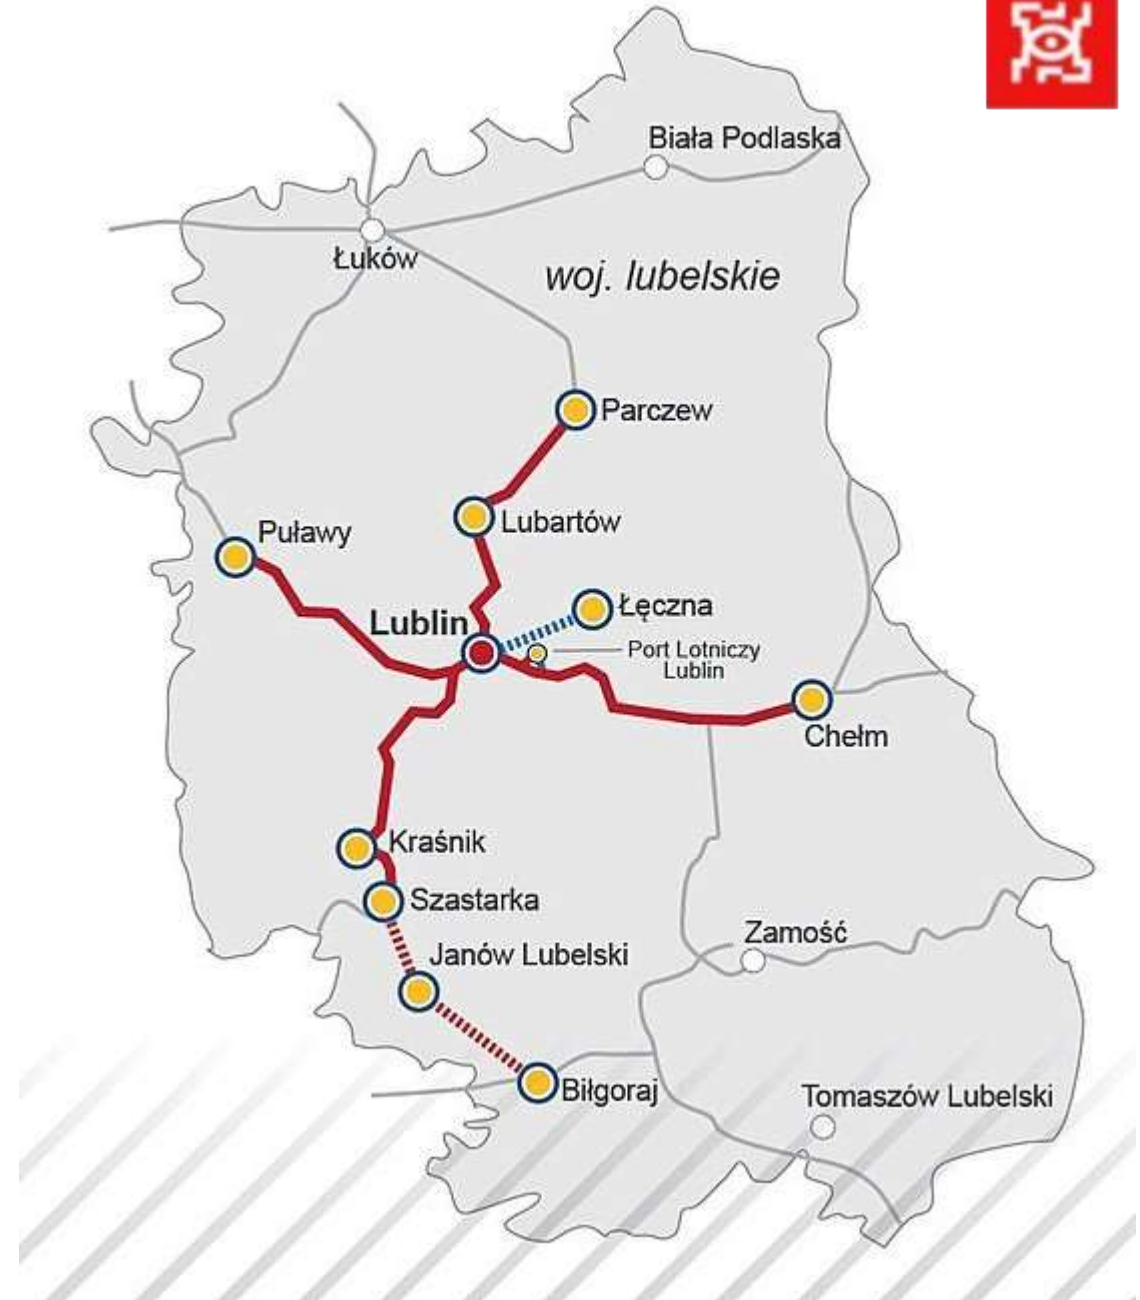 Biała Podlaska
Łuków
woj. lubelskie
Parczew
Lubartów
Puławy
Łęczna
Lublin
Port Lotniczy
Lublin
Chełm
Kraśnik
Szastarka
Zamość
Janów Lubelski
Biłgoraj
Tomaszów Lubelski